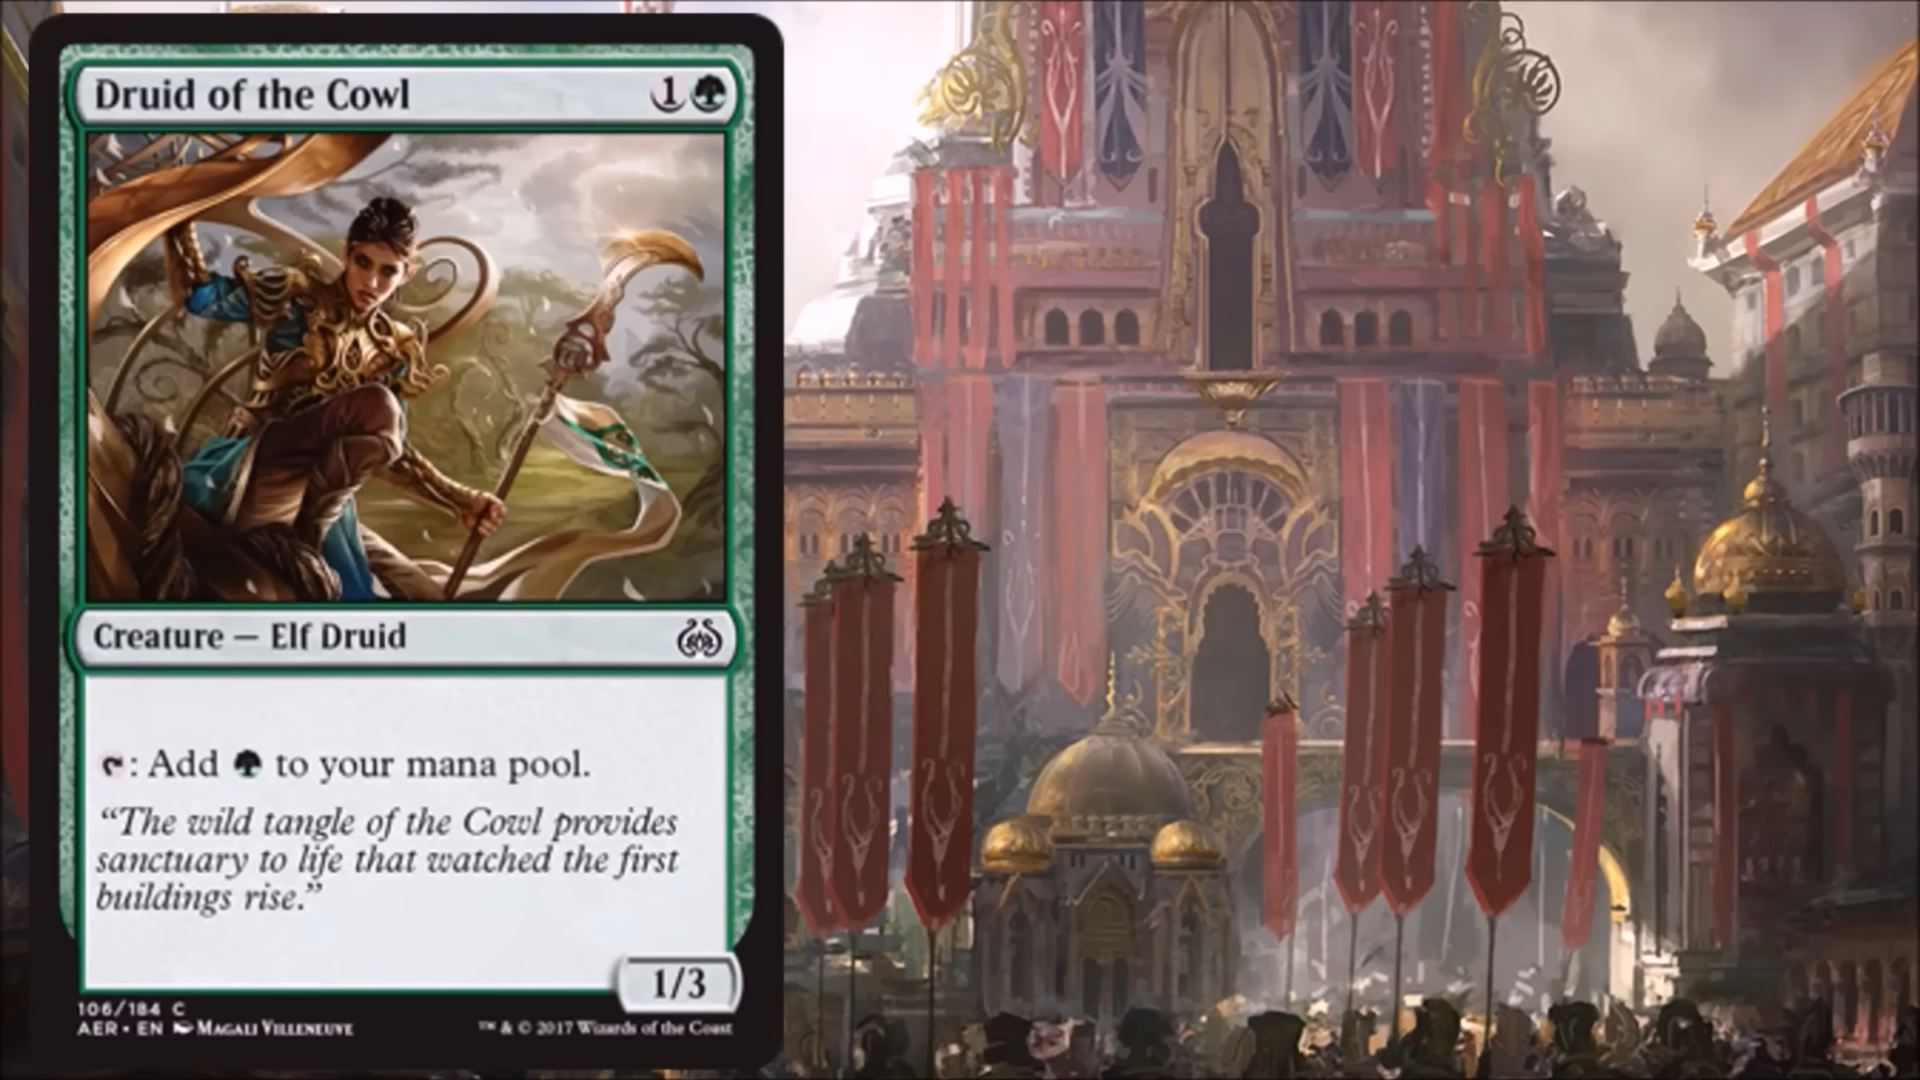 Druid of the Cowl 1
Creature — Elf Druid
: Add to your mana pool.
“The wild tangle of the Cowl provides
sanctuary to life that watched the first
buildings rise.”
1/3
106/184 C
AER • EN MAGALI VILLENEUVE
™ & © 2017 Wizards of the Coast